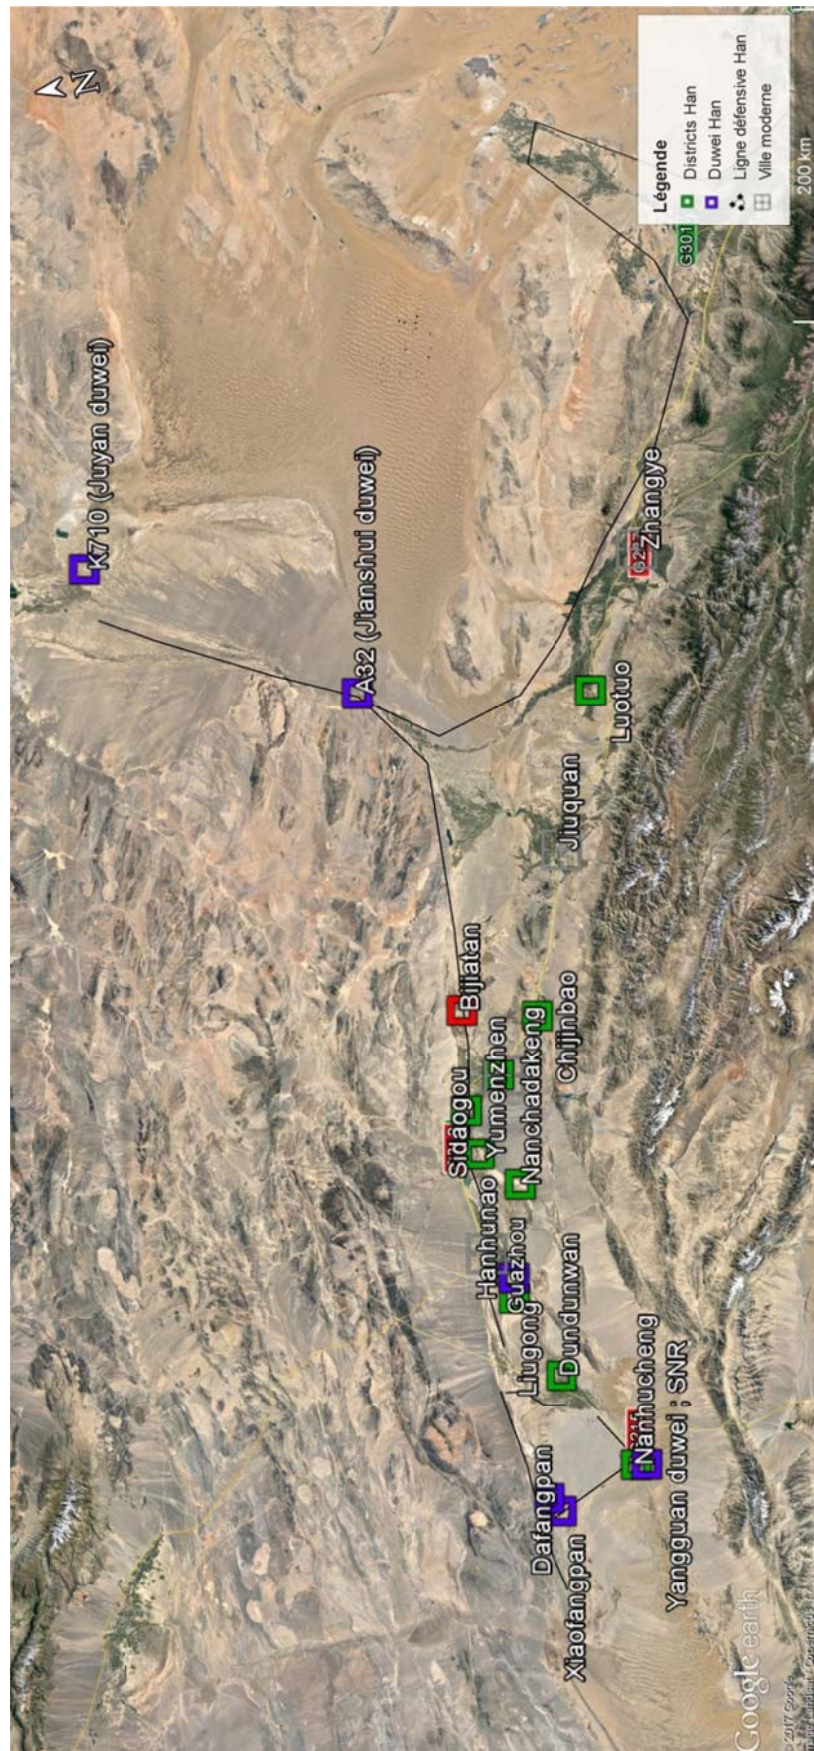 N
K710 (Juyan duwei)
A32 (Jianshui duwei)
Bijiatan
Sidaogou
Yumenzhen
Nanchadakeng
Chijinbao
Jiuquan
Luotuo
Zhangye
Hanhunao
Guazhou
Liugong
Dundunwan
Dafangpan
Xiaofangpan
Nanhucheng
Yangguan duwei ; SNR
Légende
Districts Han
Duwei Han
Ligne défensive Han
Ville moderne
200 km
Google earth
© 2017 Google